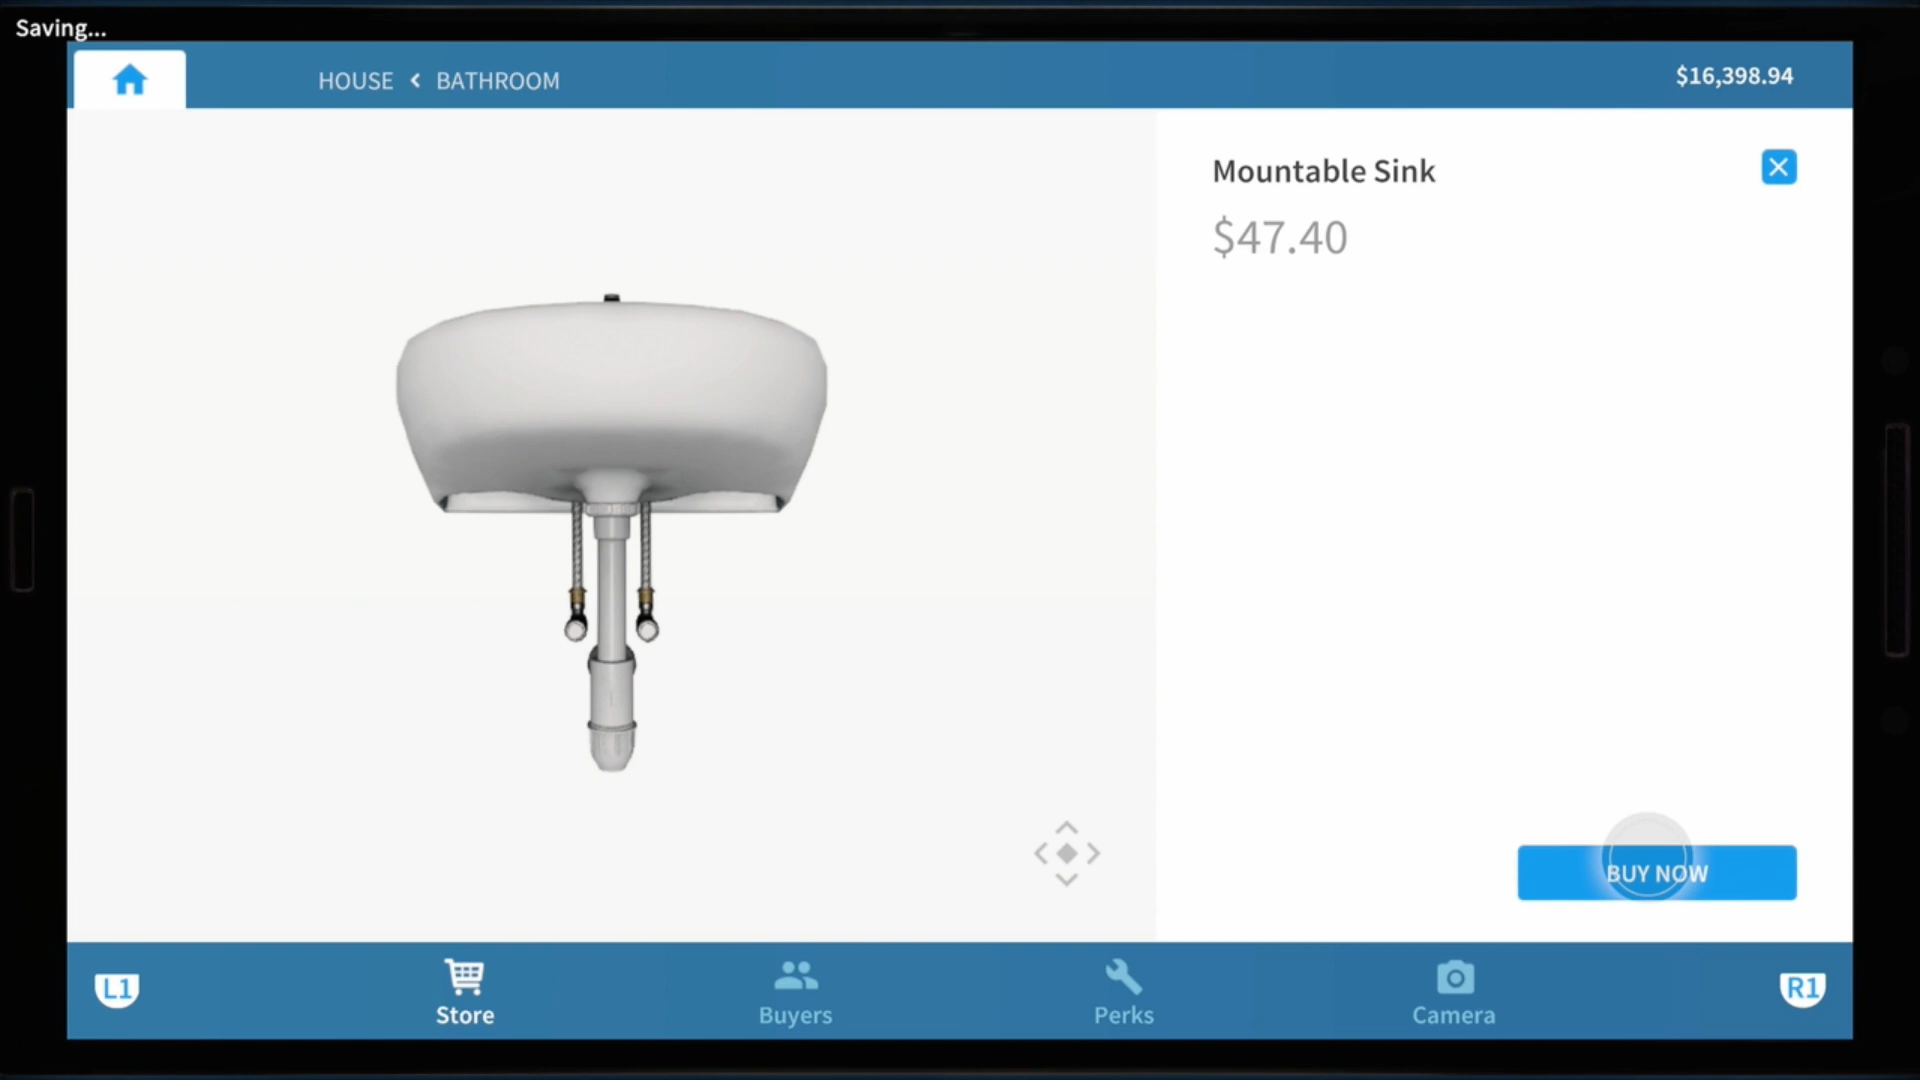 Saving...
HOUSE < BATHROOM
$16,398.94
Mountable Sink
$47.40
BUY NOW
L1
Store
Buyers
Perks
Camera
R1